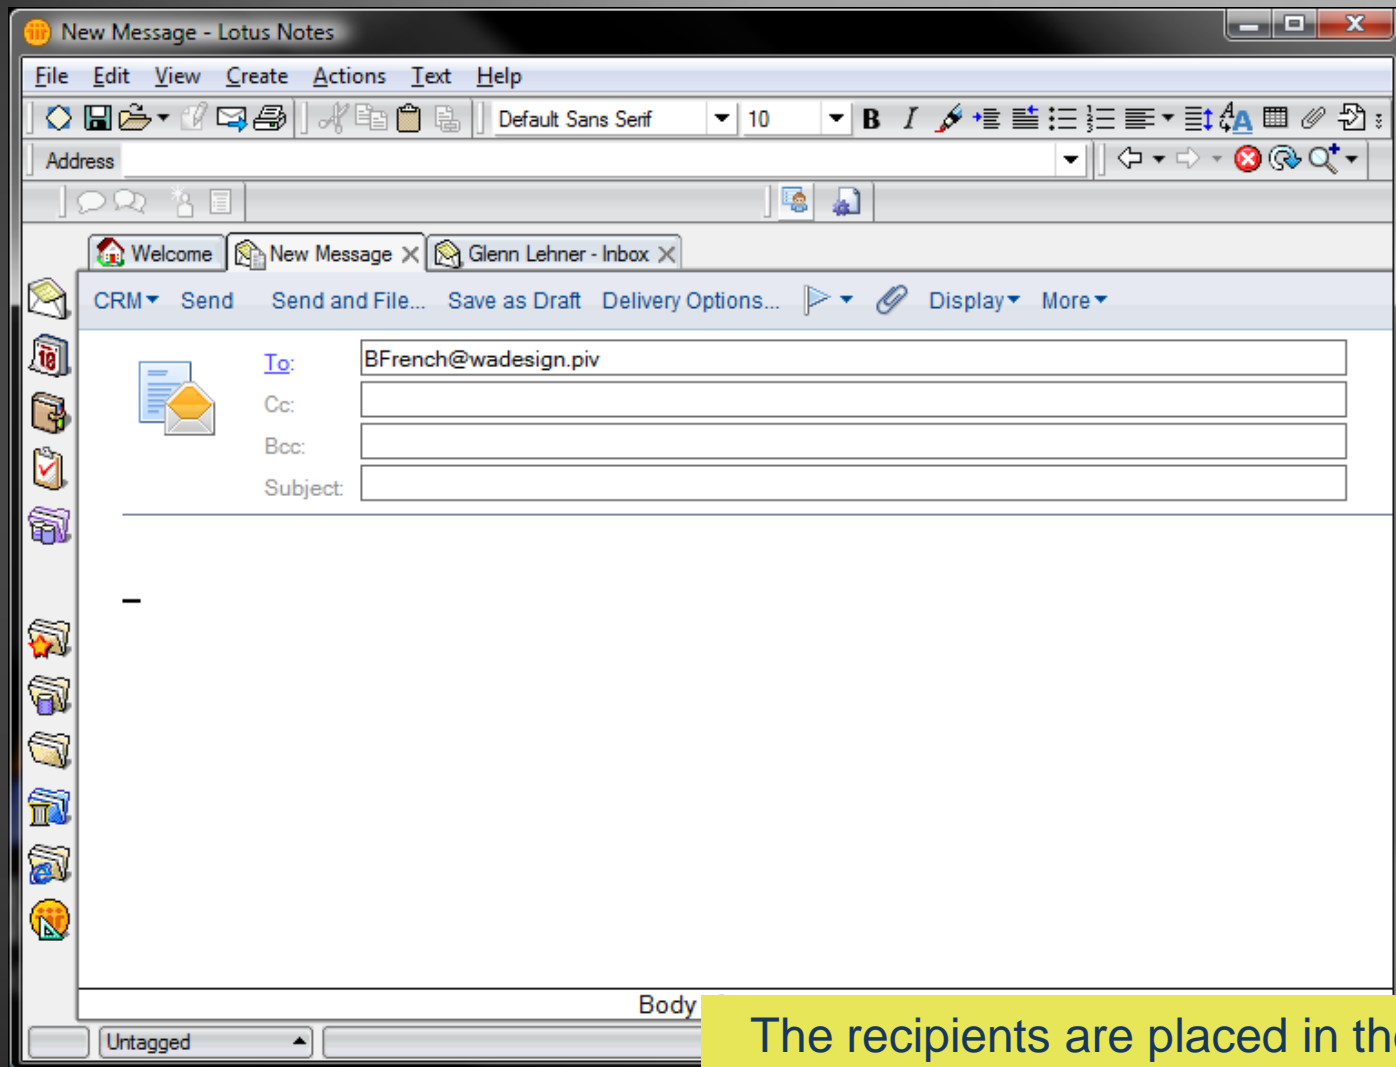 New Message - Lotus Notes
File Edit View Create Actions Text Help
Default Sans Serif 10 B I A
Address
Welcome New Message Glenn Lehner - Inbox
CRM Send Send and File... Save as Draft Delivery Options... Display More
To: BFrench@wadesign.piv
Cc:
Bcc:
Subject:
Body
Untagged
The recipients are placed in the